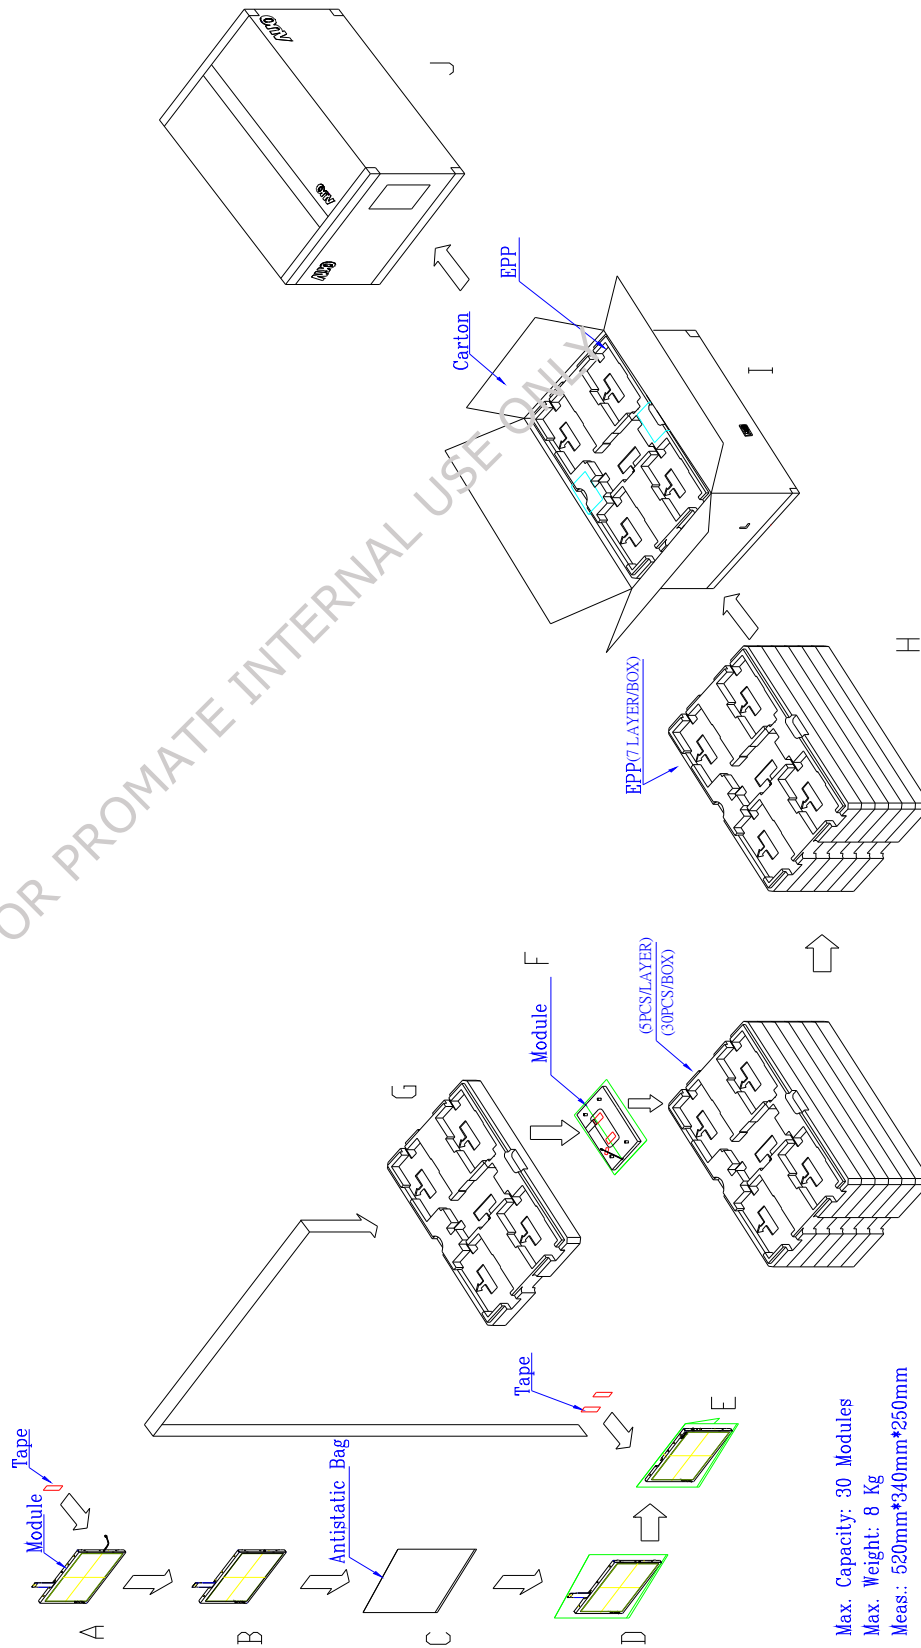 Tape
Module
A
B
Antistatic Bag
C
D
Tape
E
Max. Capacity: 30 Modules
Max. Weight: 8 Kg
Meas.: 520mm*340mm*250mm
G
Module
F
(5PCS/LAYER)
(30PCS/BOX)
EPP(7 LAYER/BOX)
H
Carton
EPP
I
AUO
AUO
AUO
J
OR PROMATE INTERNAL USE ONLY